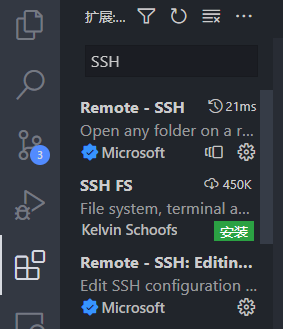 扩展:...
SSH
3
Remote - SSH 21ms
Open any folder on a r...
Microsoft
SSH FS 450K
File system, terminal a...
Kelvin Schoofs 安装
Remote - SSH: Editin...
Edit SSH configuration ...
Microsoft